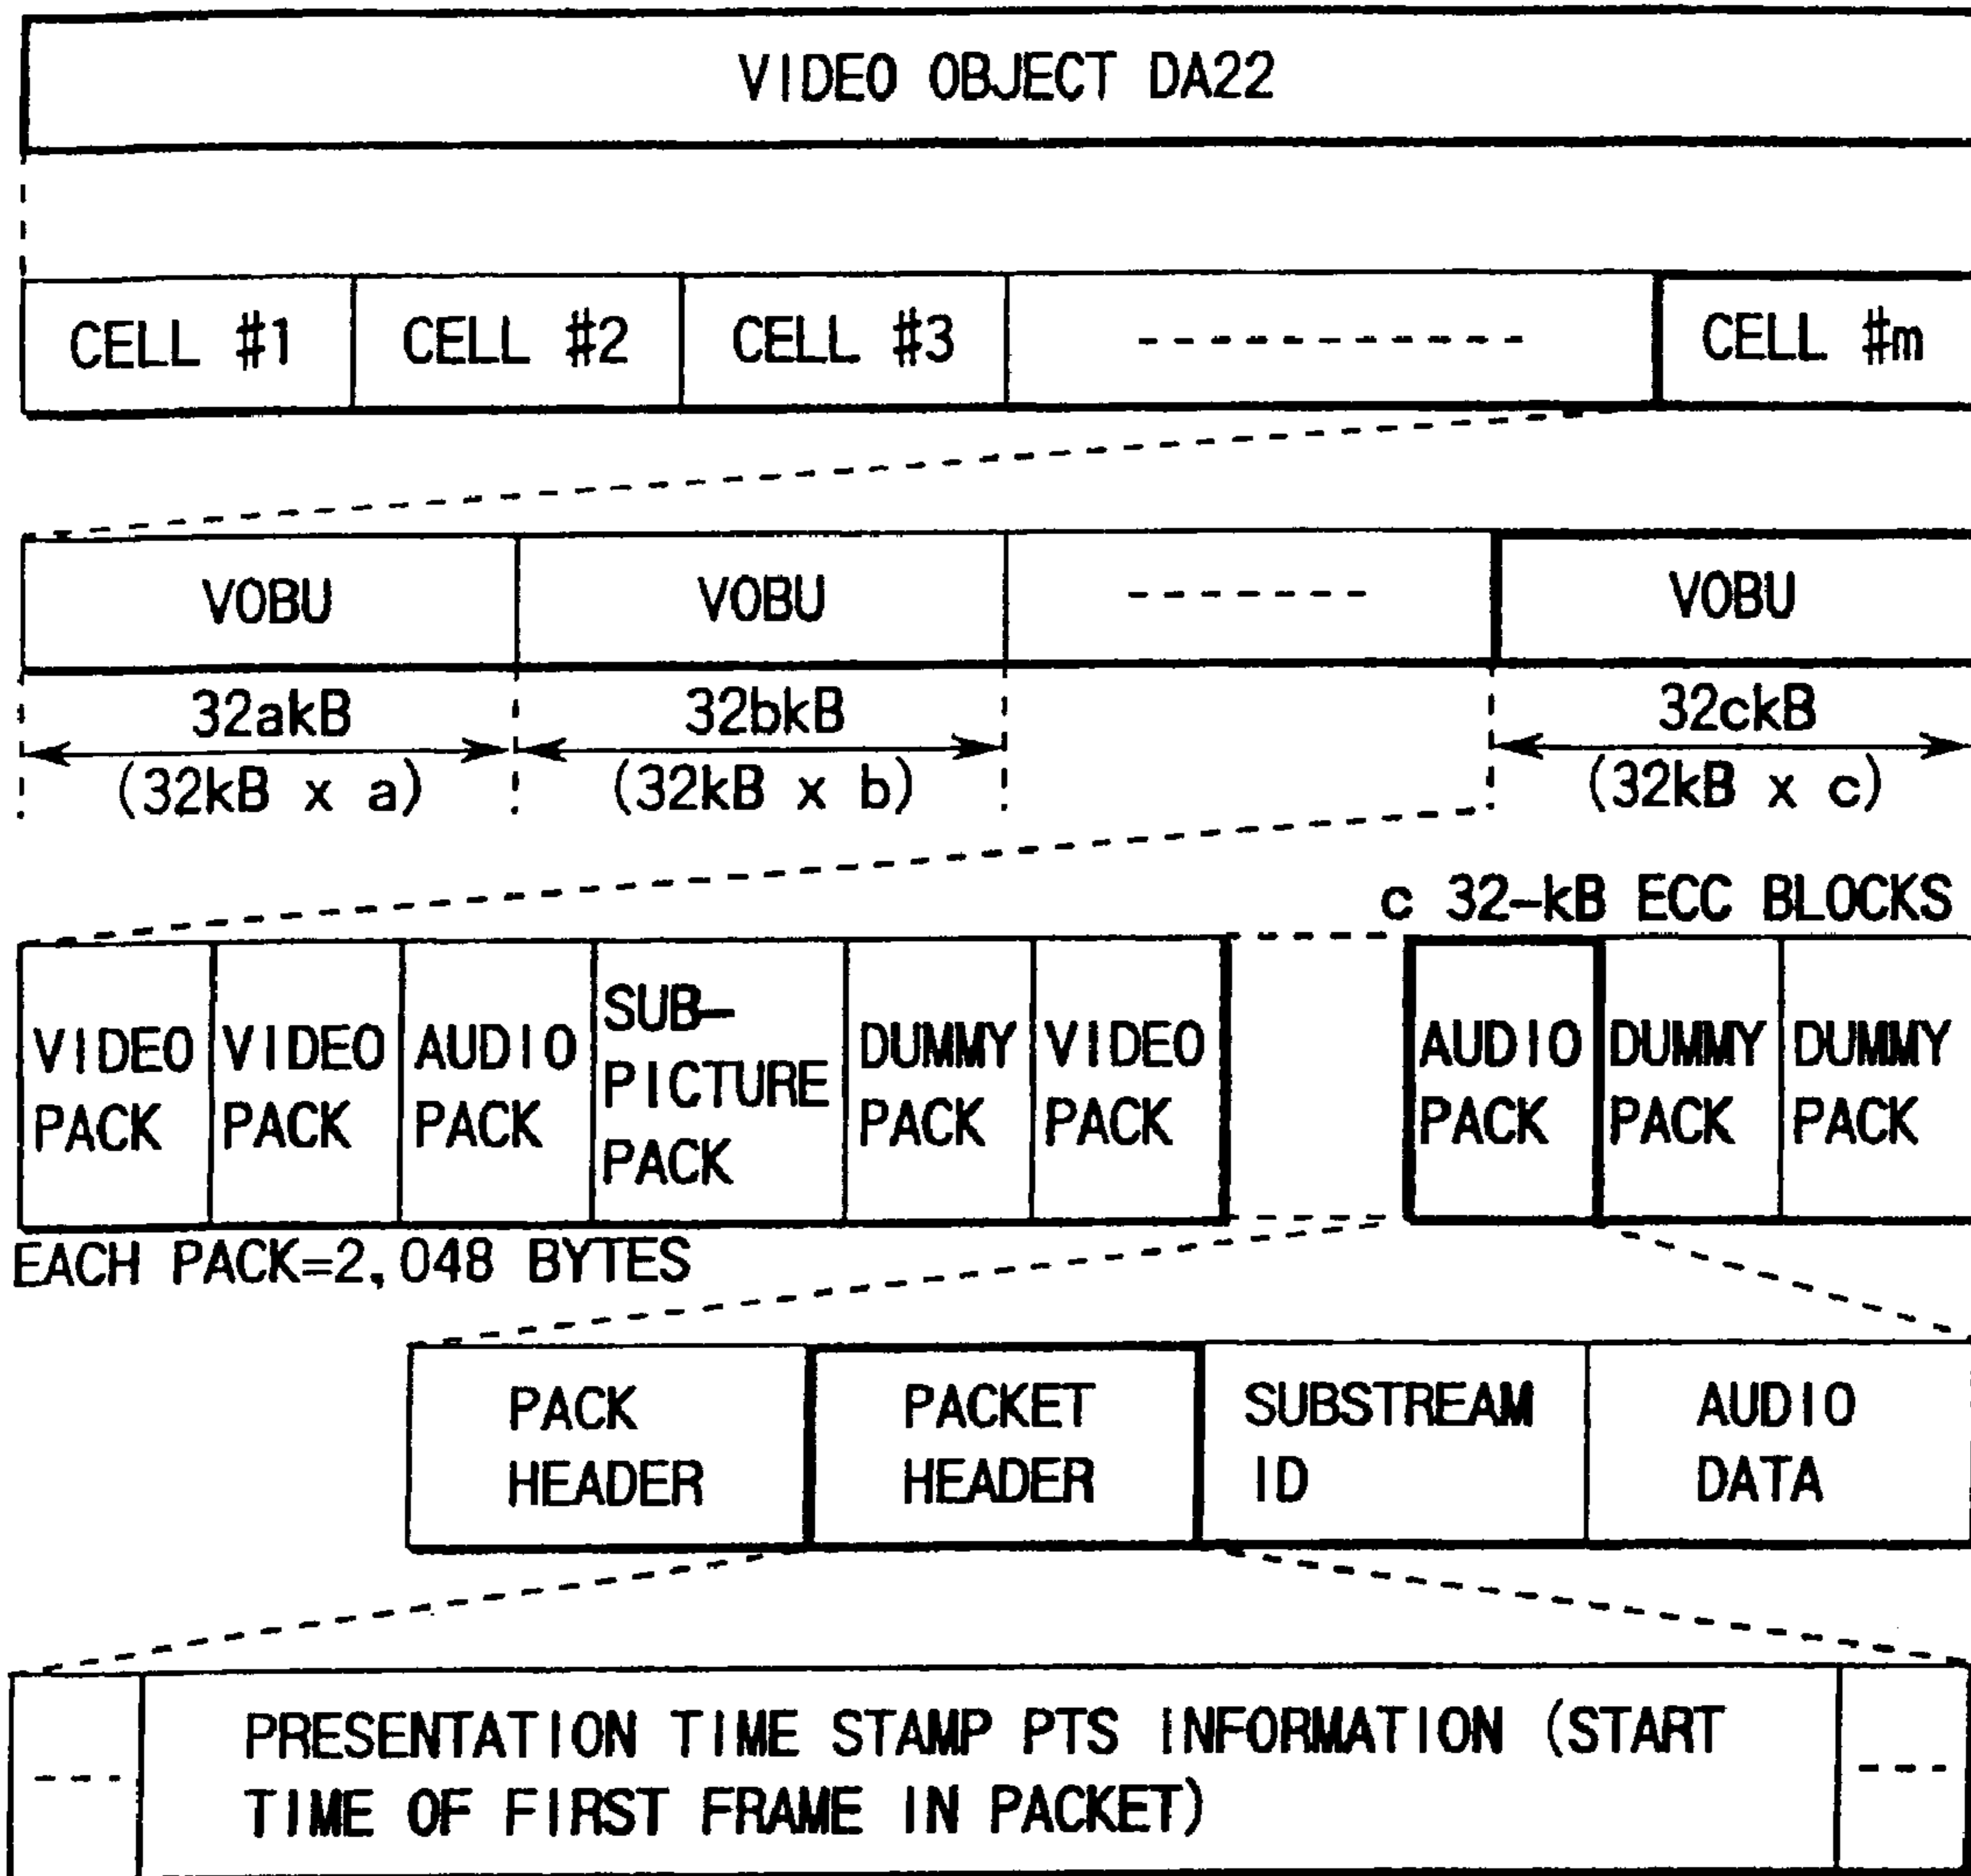 VIDEO OBJECT DA22
CELL #1
CELL #2
CELL #3
CELL #m
VOBU
VOBU
VOBU
32akB
(32kB x a)
32bkB
(32kB x b)
32ckB
(32kB x c)
c 32-kB ECC BLOCKS
VIDEO
PACK
VIDEO
PACK
AUDIO
PACK
SUB-
PICTURE
PACK
DUMMY
PACK
VIDEO
PACK
AUDIO
PACK
DUMMY
PACK
DUMMY
PACK
EACH PACK=2,048 BYTES
PACK
HEADER
PACKET
HEADER
SUBSTREAM
ID
AUDIO
DATA
PRESENTATION TIME STAMP PTS INFORMATION (START
TIME OF FIRST FRAME IN PACKET)